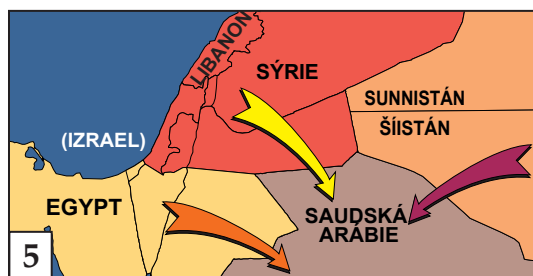 LIBANON
SÝRIE
SUNNISTÁN
ŠÍISTÁN
(IZRAEL)
EGYPT
SAUDSKÁ
ARÁBIE
5